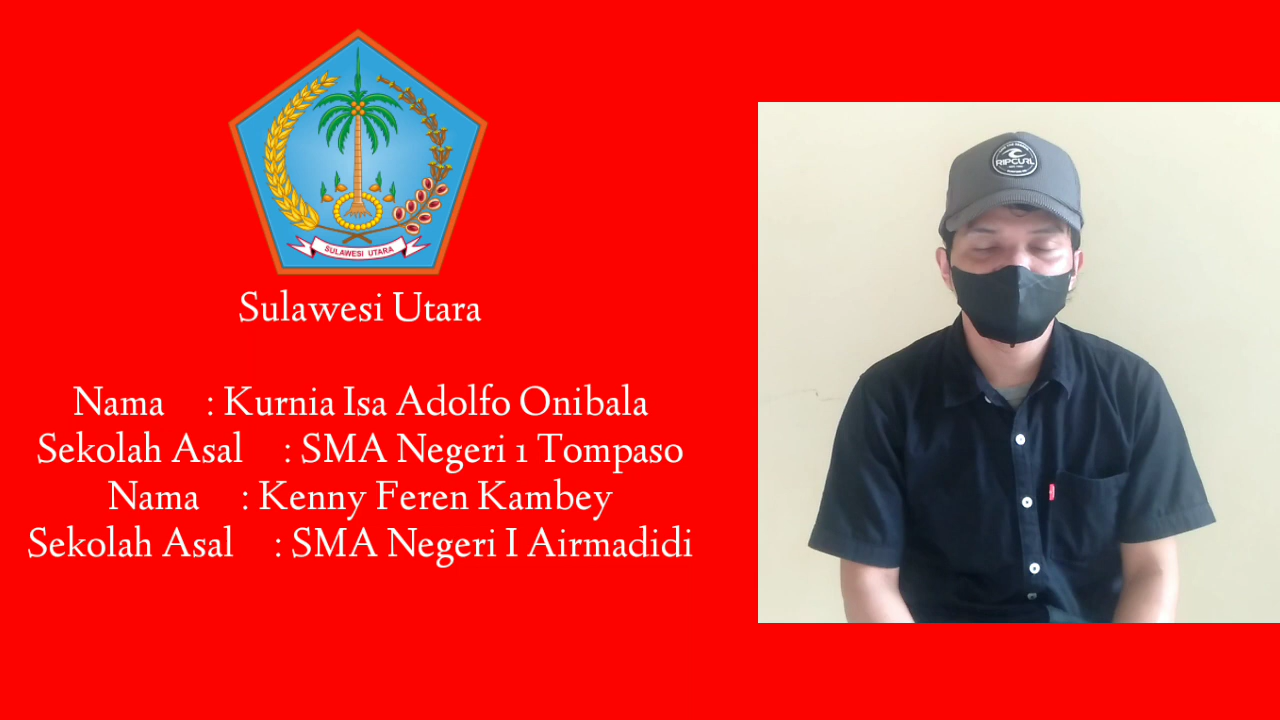 SULAWESI UTARA
Sulawesi Utara
Nama : Kurnia Isa Adolfo Onibala
Sekolah Asal : SMA Negeri 1 Tompaso
Nama : Kenny Feren Kambey
Sekolah Asal : SMA Negeri I Airmadidi
RIPCURL